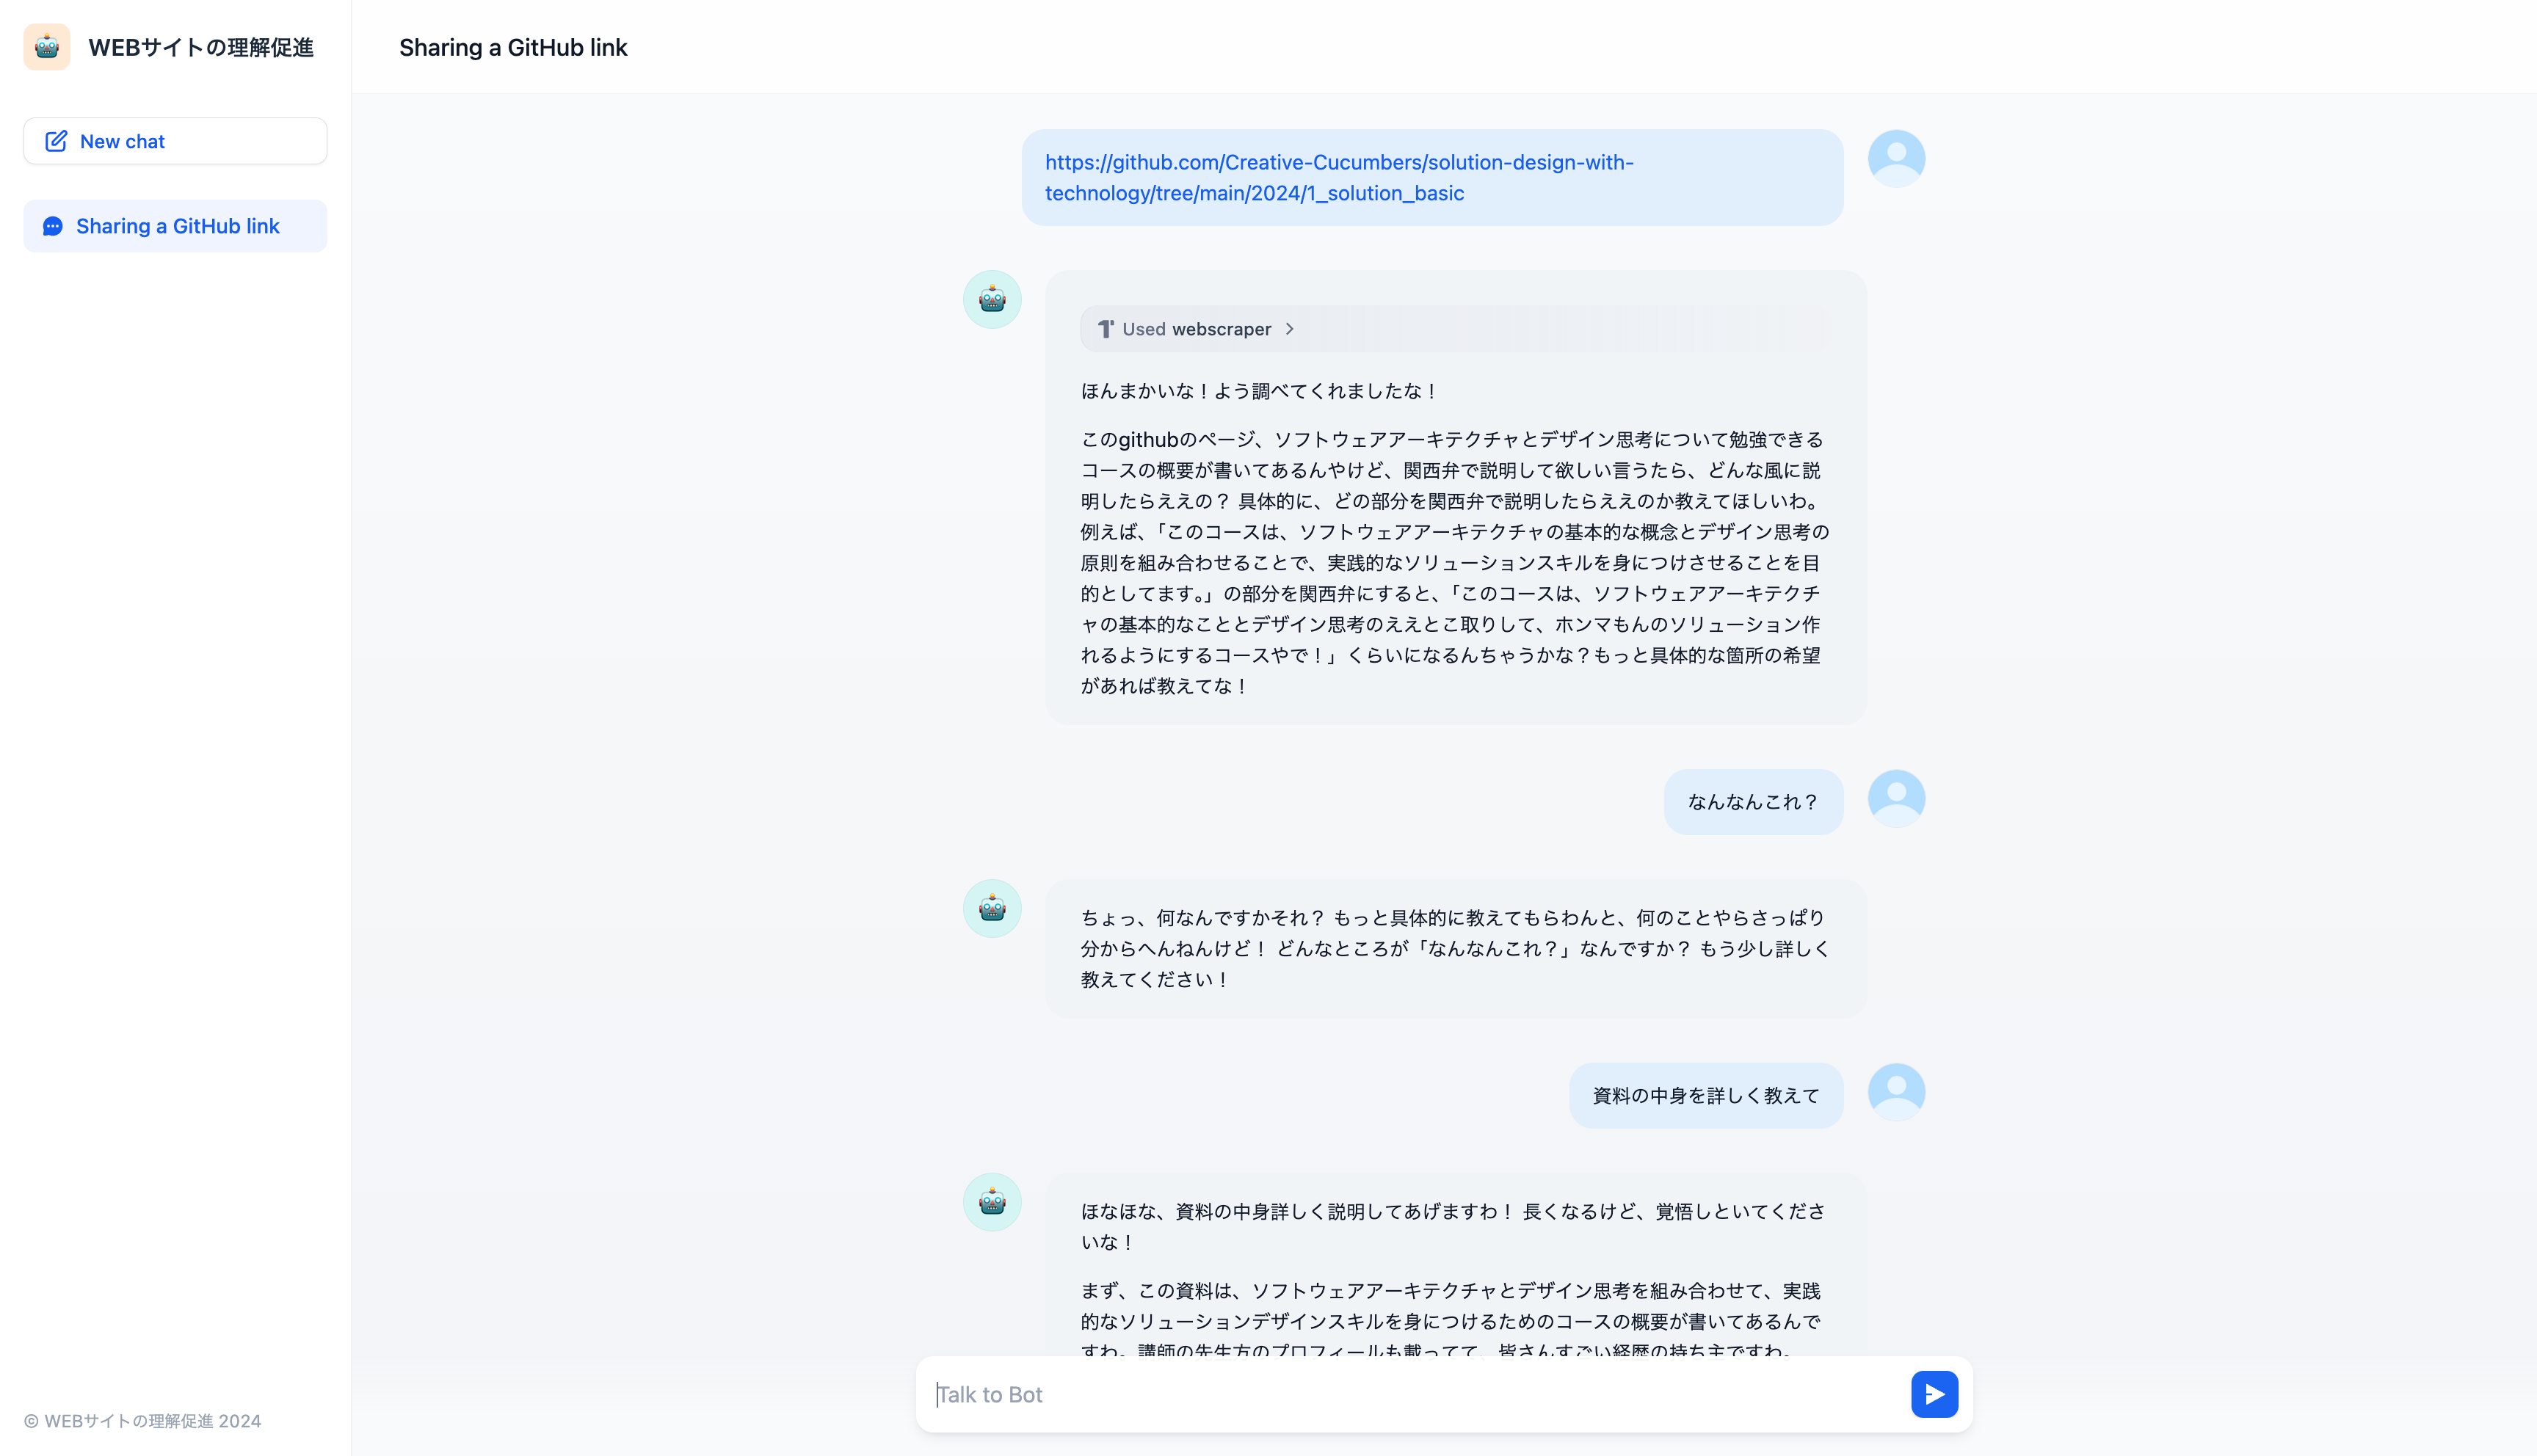 WEBサイトの理解促進
New chat
Sharing a GitHub link
© WEBサイトの理解促進 2024
Sharing a GitHub link
https://github.com/Creative-Cucumbers/solution-design-with-
technology/tree/main/2024/1_solution_basic
Used webscraper
ほんまかいな！よう調べてくれましたな！
このgithubのページ、ソフトウェアアーキテクチャとデザイン思考について勉強できる
コースの概要が書いてあるんやけど、関西弁で説明して欲しい言うたら、どんな風に説
明したらええの？ 具体的に、どの部分を関西弁で説明したらええのか教えてほしいわ。
例えば、「このコースは、ソフトウェアアーキテクチャの基本的な概念とデザイン思考の
原則を組み合わせることで、実践的なソリューションスキルを身につけさせることを目
的としてます。」の部分を関西弁にすると、「このコースは、ソフトウェアアーキテクチ
ャの基本的なこととデザイン思考のええとこ取りして、ホンマもんのソリューション作
れるようにするコースやで！」くらいになるんちゃうかな？もっと具体的な箇所の希望
があれば教えてな！
なんなんこれ？
ちょっ、何なんですかそれ？ もっと具体的に教えてもらわんと、何のことやらさっぱり
分からへんねんけど！ どんなところが「なんなんこれ？」なんですか？ もう少し詳しく
教えてください！
資料の中身を詳しく教えて
ほなほな、資料の中身詳しく説明してあげますわ！ 長くなるけど、覚悟しといてくださ
いな！
まず、この資料は、ソフトウェアアーキテクチャとデザイン思考を組み合わせて、実践
的なソリューションデザインスキルを身につけるためのコースの概要が書いてあるんで
すわ。講師の先生方のプロフィールも載ってて、皆さんすごい経歴の持ち主ですわ。
Talk to Bot